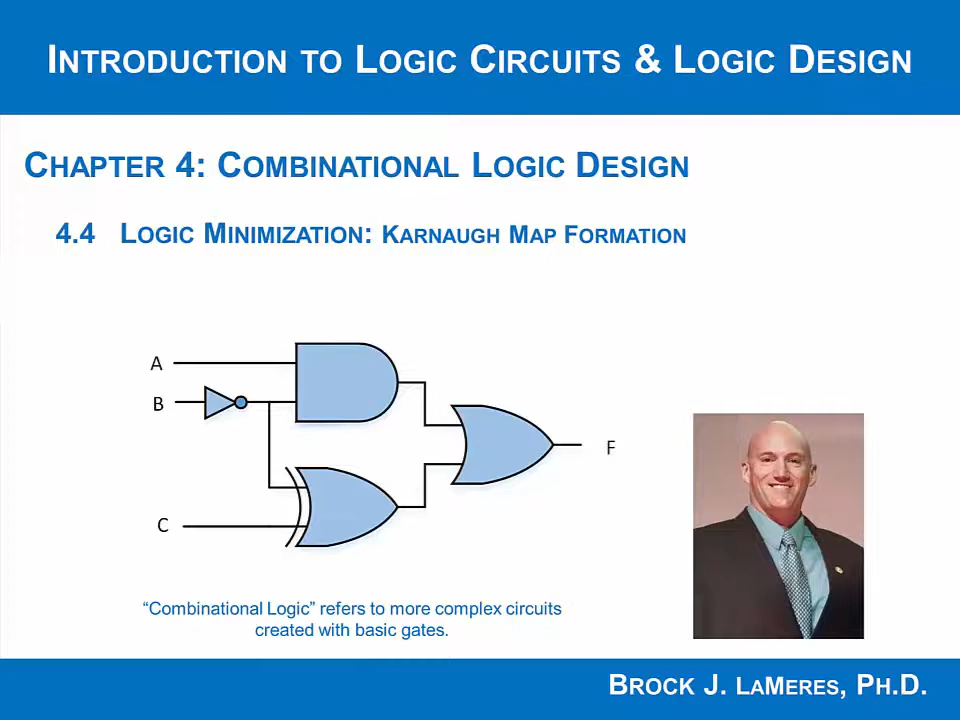 INTRODUCTION TO LOGIC CIRCUITS & LOGIC DESIGN
CHAPTER 4: COMBINATIONAL LOGIC DESIGN
4.4 LOGIC MINIMIZATION: KARNAUGH MAP FORMATION
A
B
F
C
“Combinational Logic” refers to more complex circuits
created with basic gates.
BROCK J. LAMERES, PH.D.